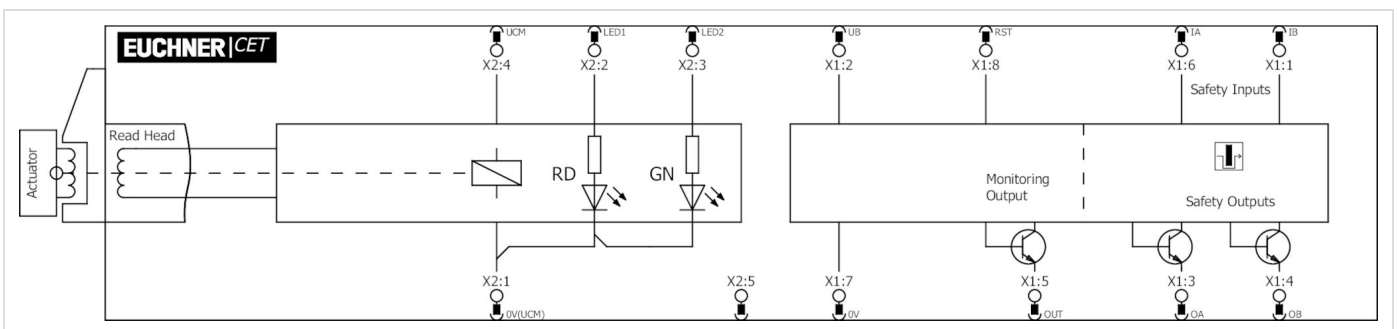 EUCHNER CET
UCM LED1 LED2 UB RST IA IB
X2:4 X2:2 X2:3 X1:2 X1:8 X1:6 X1:1
Safety Inputs
Read Head
Actuator
RD GN
Monitoring
Output
Safety Outputs
X2:1 X2:5 X1:7 X1:5 X1:3 X1:4
0V(UCM) 0V OUT OA OB